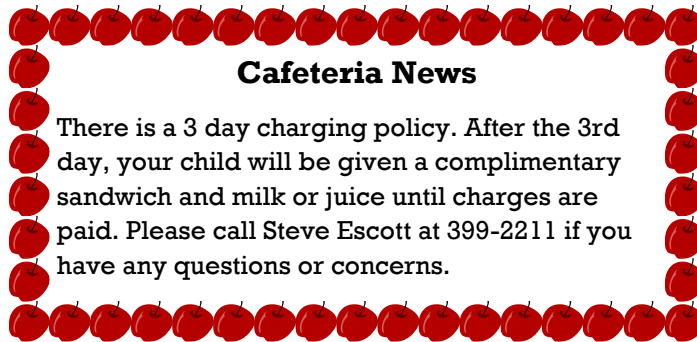 Cafeteria News
There is a 3 day charging policy. After the 3rd
day, your child will be given a complimentary
sandwich and milk or juice until charges are
paid. Please call Steve Escott at 399-2211 if you
have any questions or concerns.